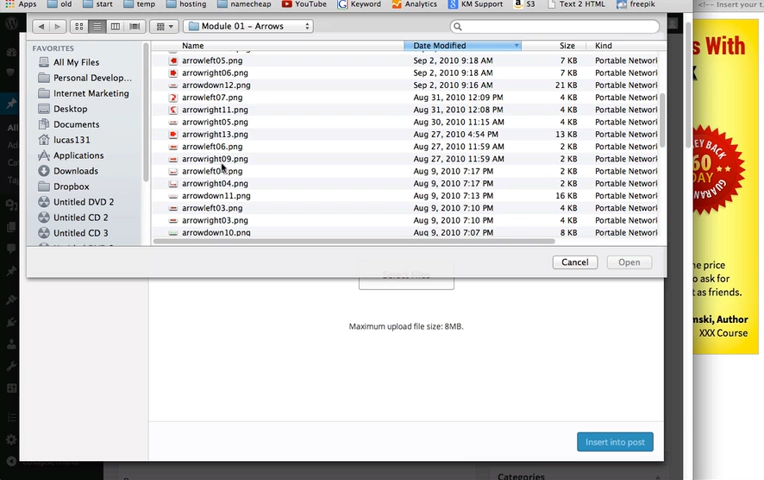 Apps old start temp hosting namecheap YouTube Keyword Analytics KM Support S3 Text 2 HTML freepik <!-- Insert your t
Module 01 – Arrows
FAVORITES
All My Files
Personal Develop...
Internet Marketing
Desktop
Documents
lucas131
Applications
Downloads
Dropbox
Untitled DVD 2
Untitled CD 2
Untitled CD 3
Name Date Modified Size Kind
arrowleft05.png Sep 2, 2010 9:18 AM 7 KB Portable Network
arrowright06.png Sep 2, 2010 9:18 AM 7 KB Portable Network
arrowdown12.png Sep 2, 2010 9:16 AM 21 KB Portable Network
arrowleft07.png Aug 31, 2010 12:09 PM 4 KB Portable Network
arrowright11.png Aug 31, 2010 12:08 PM 4 KB Portable Network
arrowright05.png Aug 30, 2010 11:15 AM 4 KB Portable Network
arrowright13.png Aug 27, 2010 4:54 PM 13 KB Portable Network
arrowleft06.png Aug 27, 2010 11:59 AM 2 KB Portable Network
arrowright09.png Aug 27, 2010 11:59 AM 2 KB Portable Network
Aug 9, 2010 7:17 PM 2 KB Portable Network
arrowright04.png Aug 9, 2010 7:17 PM 2 KB Portable Network
arrowdown11.png Aug 9, 2010 7:13 PM 16 KB Portable Network
arrowleft03.png Aug 9, 2010 7:10 PM 4 KB Portable Network
arrowright03.png Aug 9, 2010 7:10 PM 4 KB Portable Network
arrowdown10.png Aug 9, 2010 7:07 PM 8 KB Portable Network
Cancel Open
Maximum upload file size: 8MB.
Insert into post
Categories
All
s With
k
EY BACK
60
DAY
GUARAN
he price
o ask for
t as friends.
mski, Author
XXX Course